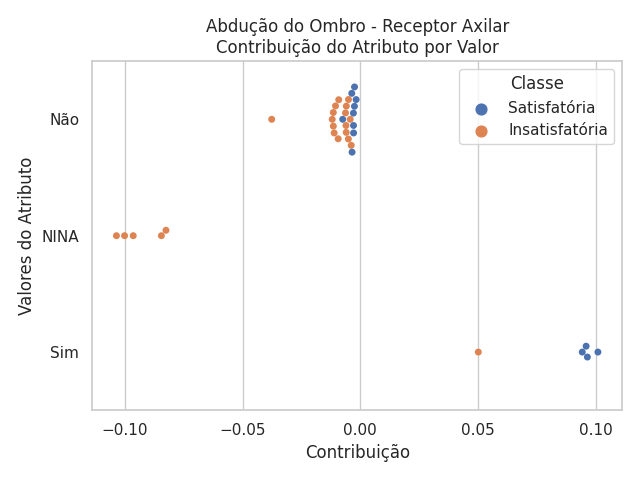 Abdução do Ombro - Receptor Axilar
Contribuição do Atributo por Valor
Classe
Satisfatória
Insatisfatória
Valores do Atributo
Não
NINA
Sim
−0.10
−0.05
0.00
0.05
0.10
Contribuição